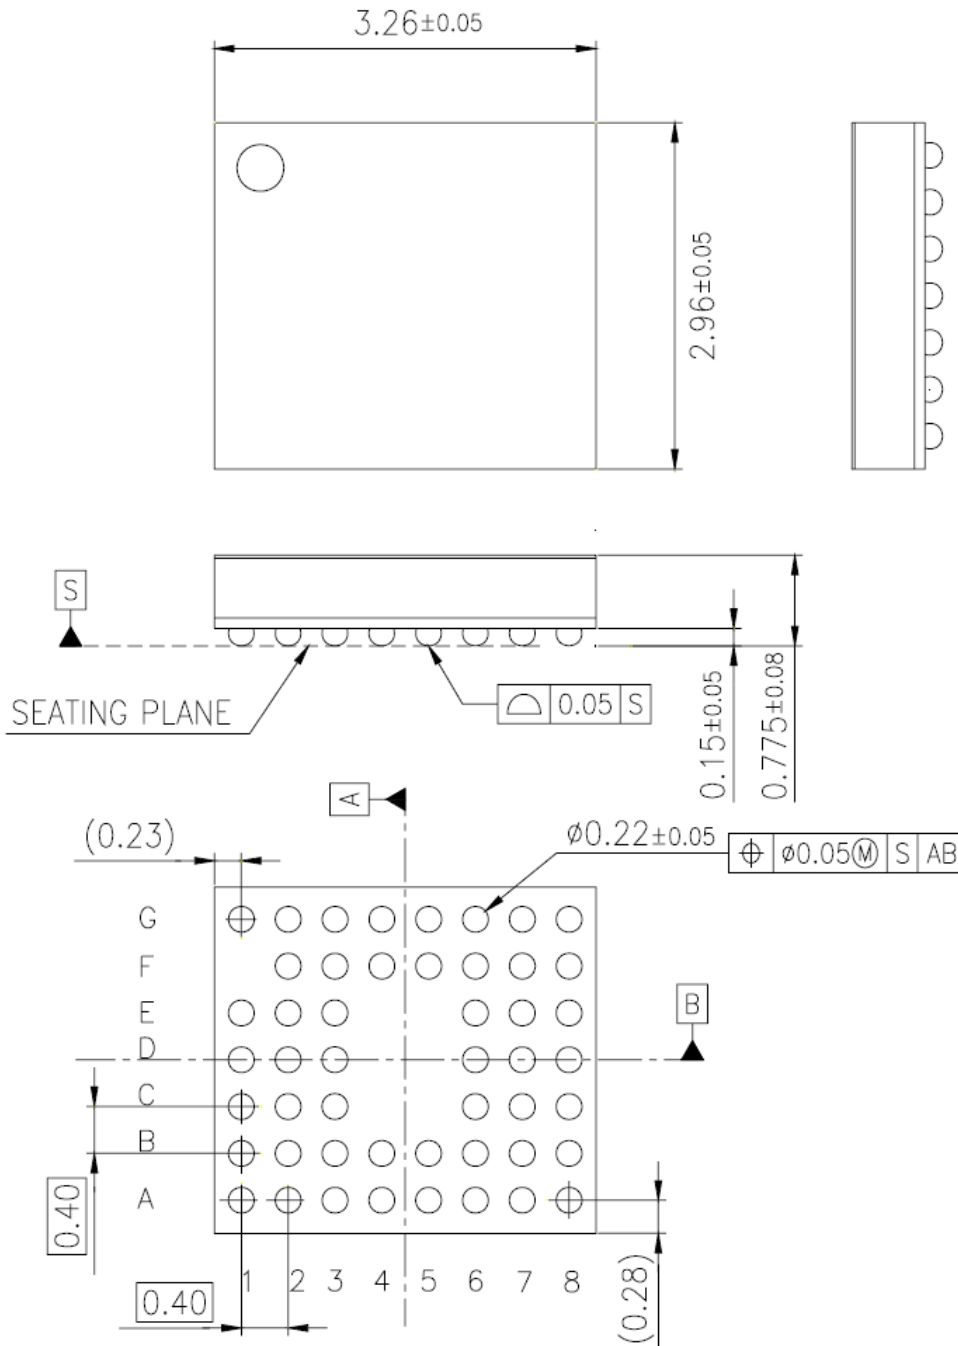 3.26±0.05
2.96±0.05
S
SEATING PLANE
⌓ 0.05 S
0.15±0.05
0.775±0.08
A
(0.23)
ø0.22±0.05
⌖ ø0.05Ⓜ S AB
G
F
E
D
C
B
A
B
0.40
0.40
1 2 3 4 5 6 7 8
(0.28)